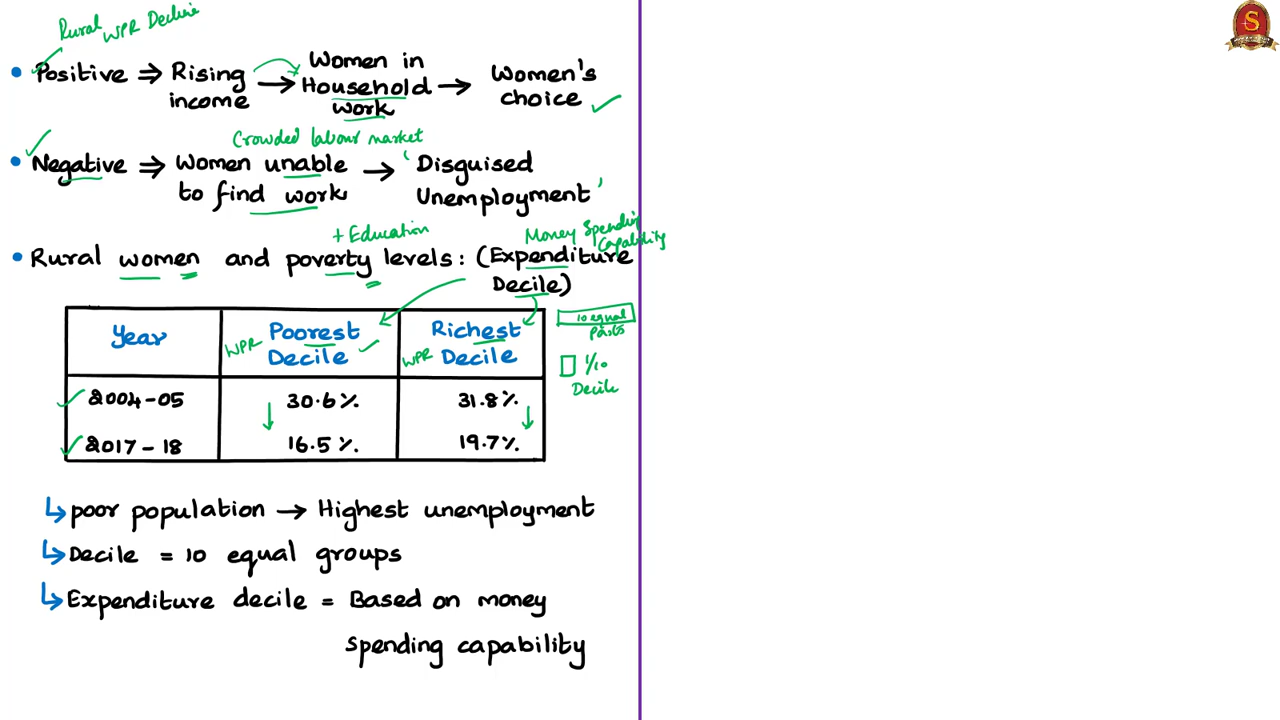 Rural WPR Decline
• Positive ⇒ Rising income → Women in Household work → Women's choice
Crowded labour market
• Negative ⇒ Women unable to find work → 'Disguised Unemployment'
+ Education
Money Spending Capability
• Rural women and poverty levels: (Expenditure Decile)
Year | WPR Poorest Decile | WPR Richest Decile
2004-05 | 30.6% | 31.8%
2017-18 | 16.5% | 19.7%
10 equal parts
1/10
Decile
↳ poor population → Highest unemployment
↳ Decile = 10 equal groups
↳ Expenditure decile = Based on money
spending capability
S